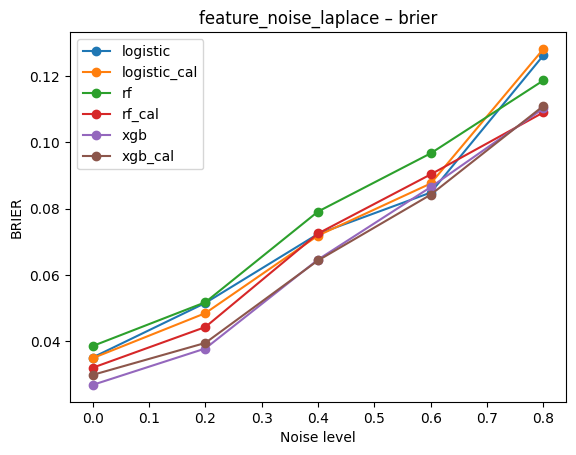 feature_noise_laplace – brier
logistic
logistic_cal
rf
rf_cal
xgb
xgb_cal
BRIER
0.12
0.10
0.08
0.06
0.04
0.0 0.1 0.2 0.3 0.4 0.5 0.6 0.7 0.8
Noise level